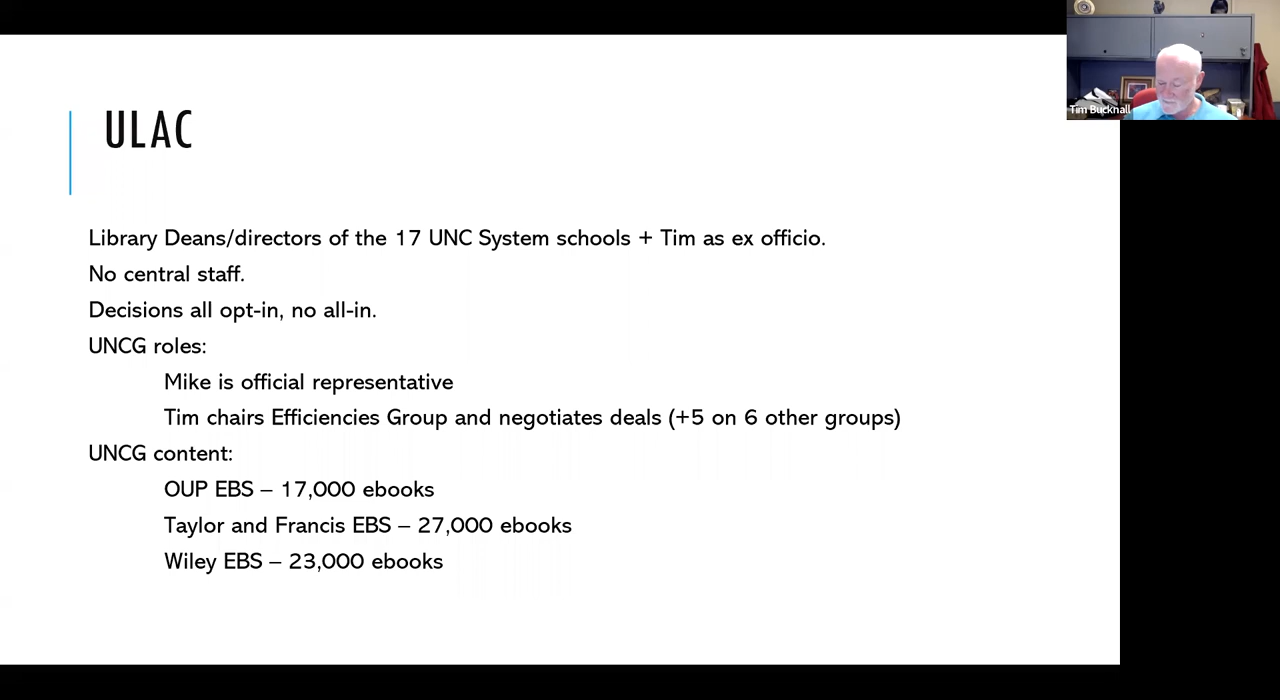 ULAC
Tim Bucknall
Library Deans/directors of the 17 UNC System schools + Tim as ex officio.
No central staff.
Decisions all opt-in, no all-in.
UNCG roles:
Mike is official representative
Tim chairs Efficiencies Group and negotiates deals (+5 on 6 other groups)
UNCG content:
OUP EBS – 17,000 ebooks
Taylor and Francis EBS – 27,000 ebooks
Wiley EBS – 23,000 ebooks